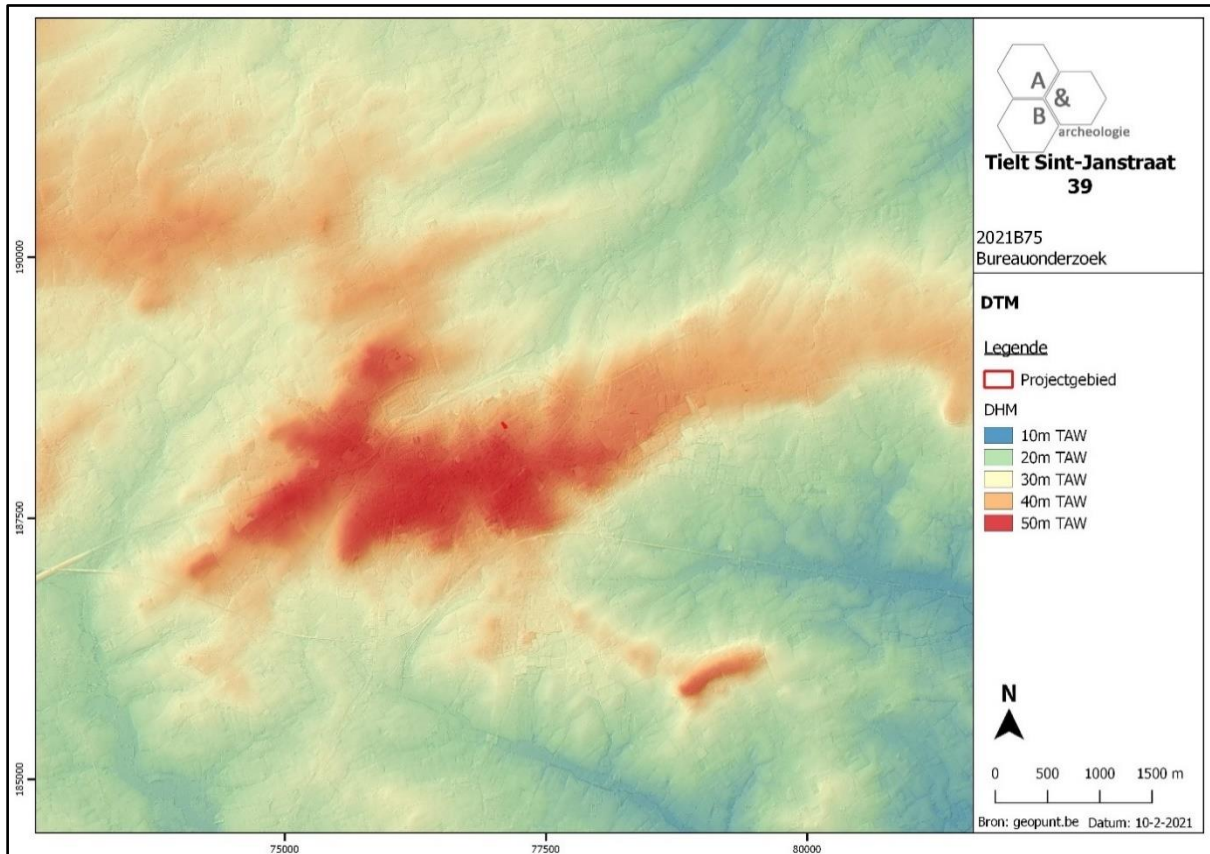 A
&
B
archeologie
Tielt Sint-Janstraat
39
2021B75
Bureauonderzoek
DTM
Legende
Projectgebied
DHM
10m TAW
20m TAW
30m TAW
40m TAW
50m TAW
N
0 500 1000 1500 m
Bron: geopunt.be Datum: 10-2-2021
190000
187500
185000
75000 77500 80000